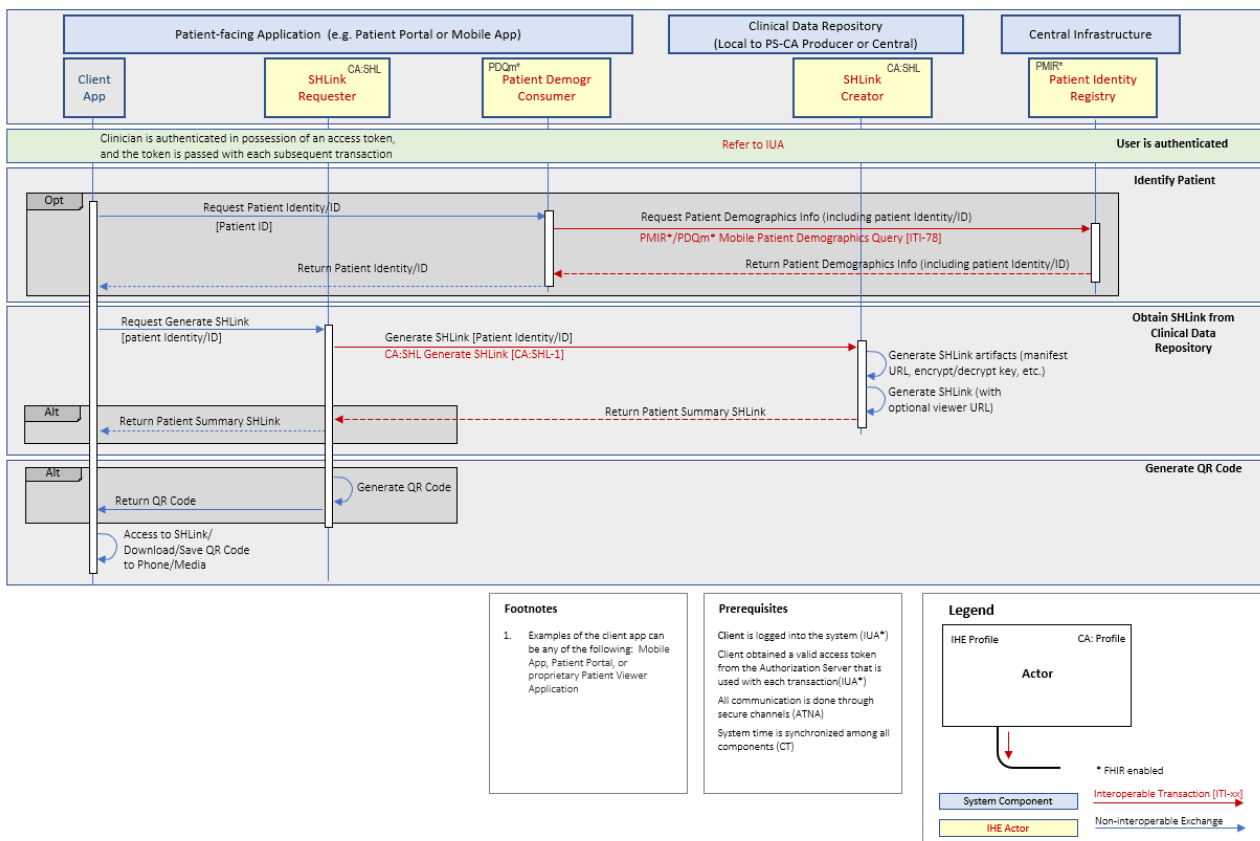 Patient-facing Application (e.g. Patient Portal or Mobile App)
Clinical Data Repository
(Local to PS-CA Producer or Central)
Central Infrastructure
Client
App
CA:SHL
SHLink
Requester
PDQm*
Patient Demogr
Consumer
CA:SHL
SHLink
Creator
PMIR*
Patient Identity
Registry
Clinician is authenticated in possession of an access token,
and the token is passed with each subsequent transaction
Refer to IUA
User is authenticated
Identify Patient
Opt
Request Patient Identity/ID
[Patient ID]
Request Patient Demographics Info (including patient Identity/ID)
PMIR*/PDQm* Mobile Patient Demographics Query [ITI-78]
Return Patient Identity/ID
Return Patient Demographics Info (including patient Identity/ID)
Obtain SHLink from
Clinical Data
Repository
Request Generate SHLink
[patient Identity/ID]
Generate SHLink [Patient Identity/ID]
CA:SHL Generate SHLink [CA:SHL-1]
Generate SHLink artifacts (manifest
URL, encrypt/decrypt key, etc.)
Generate SHLink (with
optional viewer URL)
Alt
Return Patient Summary SHLink
Return Patient Summary SHLink
Generate QR Code
Alt
Generate QR Code
Return QR Code
Access to SHLink/
Download/Save QR Code
to Phone/Media
Footnotes
1. Examples of the client app can
be any of the following: Mobile
App, Patient Portal, or
proprietary Patient Viewer
Application
Prerequisites
Client is logged into the system (IUA*)
Client obtained a valid access token
from the Authorization Server that is
used with each transaction(IUA*)
All communication is done through
secure channels (ATNA)
System time is synchronized among all
components (CT)
Legend
IHE Profile
CA: Profile
Actor
* FHIR enabled
System Component
Interoperable Transaction [ITI-xx]
IHE Actor
Non-interoperable Exchange